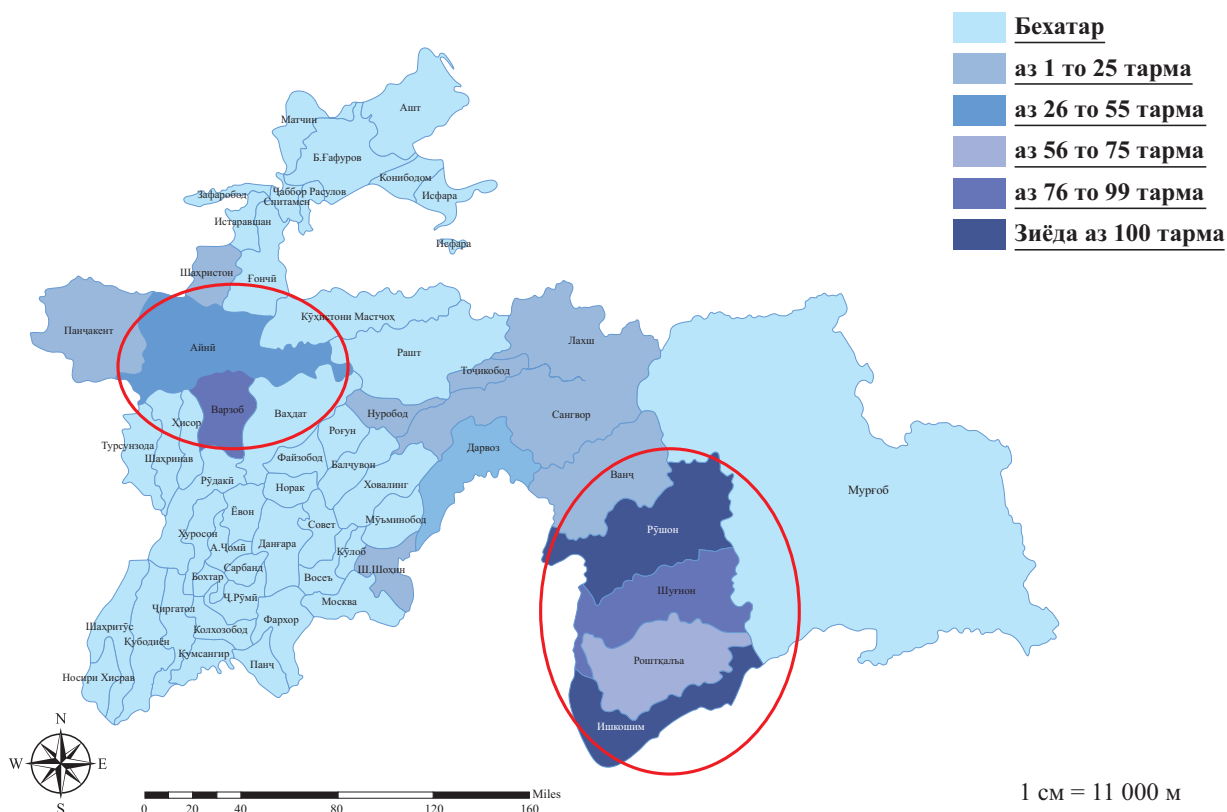 Бехатар
аз 1 то 25 тарма
аз 26 то 55 тарма
аз 56 то 75 тарма
аз 76 то 99 тарма
Зиёда аз 100 тарма
Ашт
Матчин
Б.Ғафуров
Конибодом
Исфара
Зафаробод
Ҷаббор Расулов
Спитамен
Истаравшан
Исфара
Шаҳристон
Ғончӣ
Кӯҳистони Мастчоҳ
Панҷакент
Айнӣ
Рашт
Лахш
Тоҷикобод
Варзоб
Ваҳдат
Нуробод
Сангвор
Ҳисор
Роғун
Турсунзода
Дарвоз
Шаҳринав
Файзобод
Балҷувон
Ванҷ
Рӯдакӣ
Норак
Ховалинг
Мурғоб
Ёвон
Мӯъминобод
Совет
Рӯшон
Хуросон
А.Ҷомӣ
Данғара
Кӯлоб
Сарбанд
Ш.Шоҳин
Бохтар
Восеъ
Шуғнон
Ҷ.Рӯмӣ
Москва
Ҷиргатол
Фархор
Шаҳритӯс
Колхозобод
Қубодиён
Қумсангир
Панҷ
Роштқалъа
Носири Хисрав
Ишкошим
N
W
E
S
Miles
0
20
40
80
120
160
1 см = 11 000 м